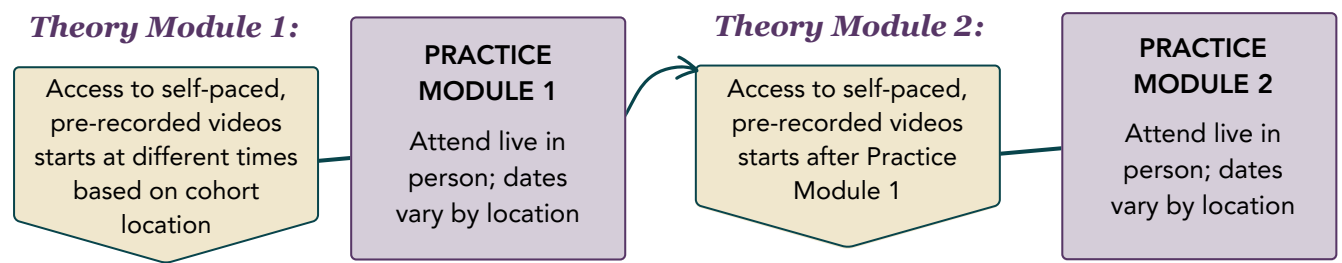 Theory Module 1:
Access to self-paced,
pre-recorded videos
starts at different times
based on cohort
location
PRACTICE
MODULE 1
Attend live in
person; dates
vary by location
Theory Module 2:
Access to self-paced,
pre-recorded videos
starts after Practice
Module 1
PRACTICE
MODULE 2
Attend live in
person; dates
vary by location